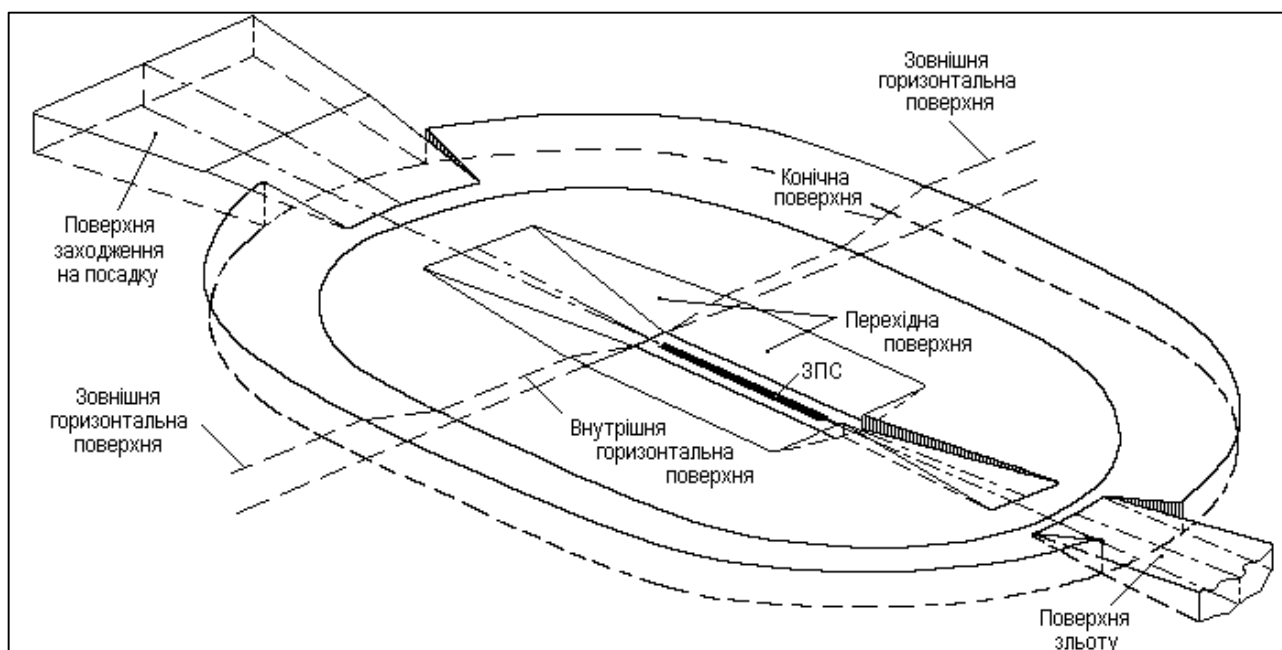 Зовнішня
горизонтальна
поверхня
Конічна
поверхня
Поверхня
заходження
на посадку
Перехідна
поверхня
ЗПС
Зовнішня
горизонтальна
поверхня
Внутрішня
горизонтальна
поверхня
Поверхня
зльоту